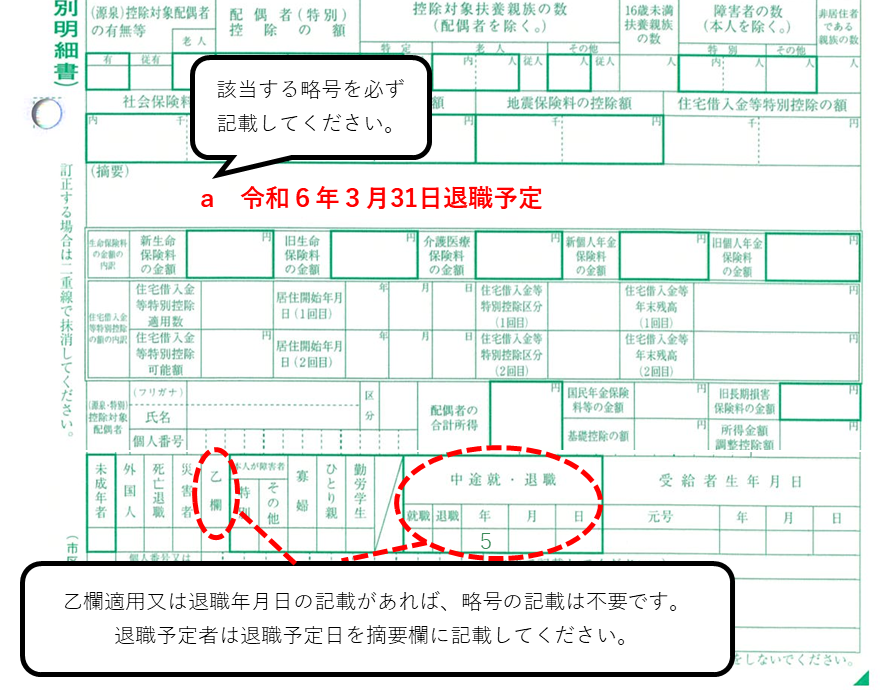 別明細書)
(源泉)控除対象配偶者
の有無等
老人
配偶者(特別)
控除の額
控除対象扶養親族の数
(配偶者を除く。)
特定
老人
その他
16歳未満
扶養親族
の数
障害者の数
(本人を除く。)
特別
その他
非居住者
である
親族の数
有
従有
内
人
従人
人
従人
人
内
人
人
人
該当する略号を必ず
記載してください。
社会保険料
額
地震保険料の控除額
住宅借入金等特別控除の額
内
千
千
円
千
円
(摘要)
a 令和6年3月31日退職予定
訂正する場合は二重線で抹消してください。
生命保険料
の金額の
内訳
新生命
保険料
の金額
円
旧生命
保険料
の金額
円
介護医療
保険料
の金額
円
新個人年金
保険料
の金額
円
旧個人年金
保険料
の金額
円
住宅借入金
等特別控除
の額の内訳
住宅借入金
等特別控除
適用数
居住開始年月
日(1回目)
年
月
日
住宅借入金等
特別控除区分
(1回目)
住宅借入金等
年末残高
(1回目)
円
住宅借入金
等特別控除
可能額
円
居住開始年月
日(2回目)
年
月
日
住宅借入金等
特別控除区分
(2回目)
住宅借入金等
年末残高
(2回目)
円
(源泉・特別)
控除対象
配偶者
(フリガナ)
氏名
個人番号
区
分
配偶者の
合計所得
円
国民年金保険
料等の金額
円
旧長期損害
保険料の金額
円
基礎控除の額
円
所得金額
調整控除額
円
未成年者
外国人
死亡退職
災害者
乙欄
本人が障害者
特別
その他
寡婦
ひとり親
勤労学生
中途就・退職
就職
退職
年
月
日
5
受給者生年月日
元号
年
月
日
(市区
個人番号又は
乙欄適用又は退職年月日の記載があれば、略号の記載は不要です。
退職予定者は退職予定日を摘要欄に記載してください。
をしないでください。